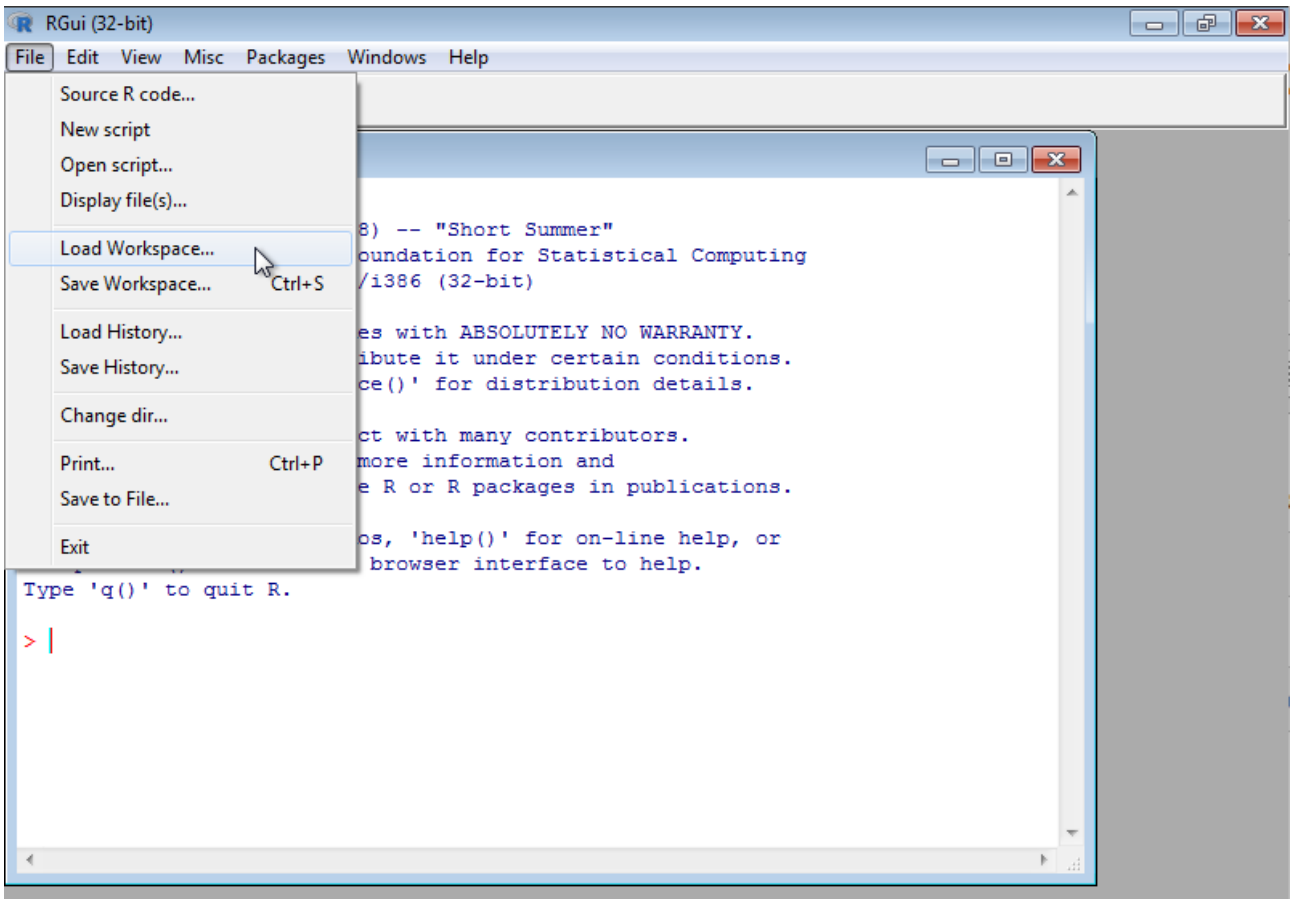 RGui (32-bit)
File Edit View Misc Packages Windows Help
Source R code...
New script
Open script...
Display file(s)...
Load Workspace...
Save Workspace... Ctrl+S
Load History...
Save History...
Change dir...
Print... Ctrl+P
Save to File...
Exit
8) -- "Short Summer"
oundation for Statistical Computing
/i386 (32-bit)
es with ABSOLUTELY NO WARRANTY.
ibute it under certain conditions.
ce()' for distribution details.
ct with many contributors.
more information and
e R or R packages in publications.
os, 'help()' for on-line help, or
browser interface to help.
Type 'q()' to quit R.
>